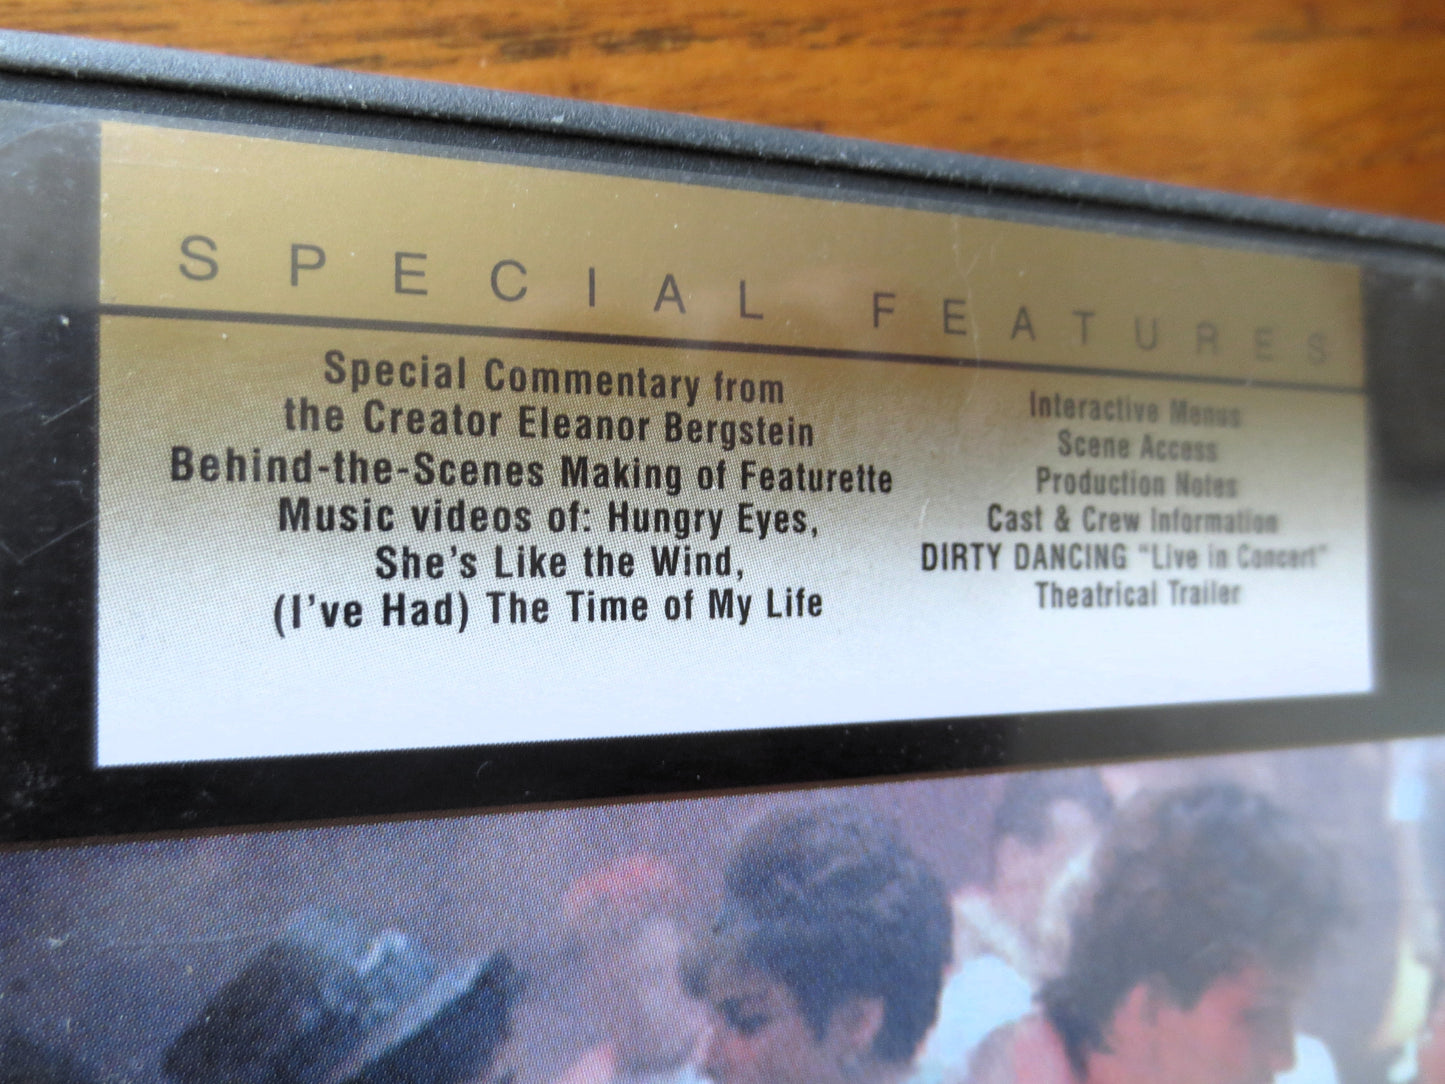 SPECIAL FEATURES
Special Commentary from
the Creator Eleanor Bergstein
Behind-the-Scenes Making of Featurette
Music videos of: Hungry Eyes,
She's Like the Wind,
(I've Had) The Time of My Life
Interactive Menus
Scene Access
Production Notes
Cast & Crew Information
DIRTY DANCING "Live in Concert"
Theatrical Trailer